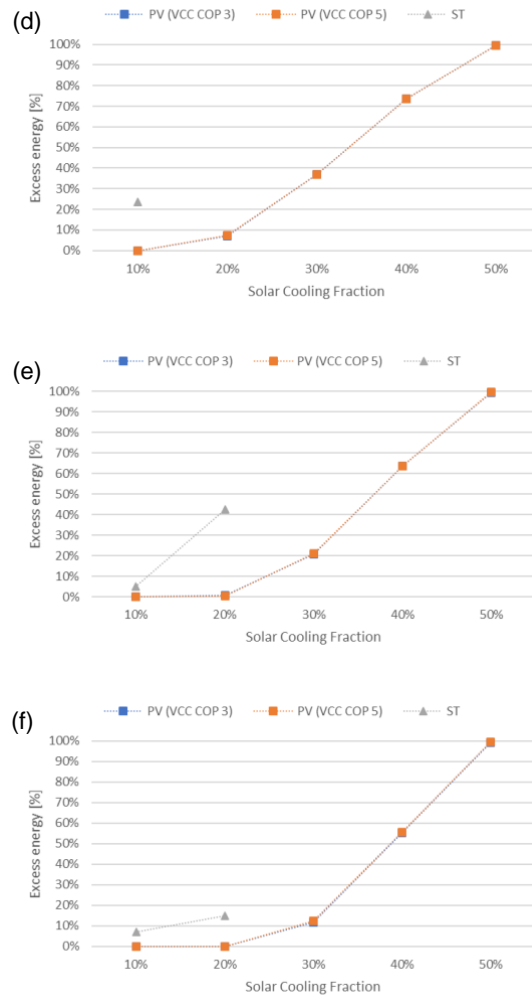 (d)
PV (VCC COP 3) PV (VCC COP 5) ST
100%
90%
80%
70%
60%
50%
40%
30%
20%
10%
0%
Excess energy [%]
10% 20% 30% 40% 50%
Solar Cooling Fraction
(e)
PV (VCC COP 3) PV (VCC COP 5) ST
100%
90%
80%
70%
60%
50%
40%
30%
20%
10%
0%
Excess energy [%]
10% 20% 30% 40% 50%
Solar Cooling Fraction
(f)
PV (VCC COP 3) PV (VCC COP 5) ST
100%
90%
80%
70%
60%
50%
40%
30%
20%
10%
0%
Excess energy [%]
10% 20% 30% 40% 50%
Solar Cooling Fraction